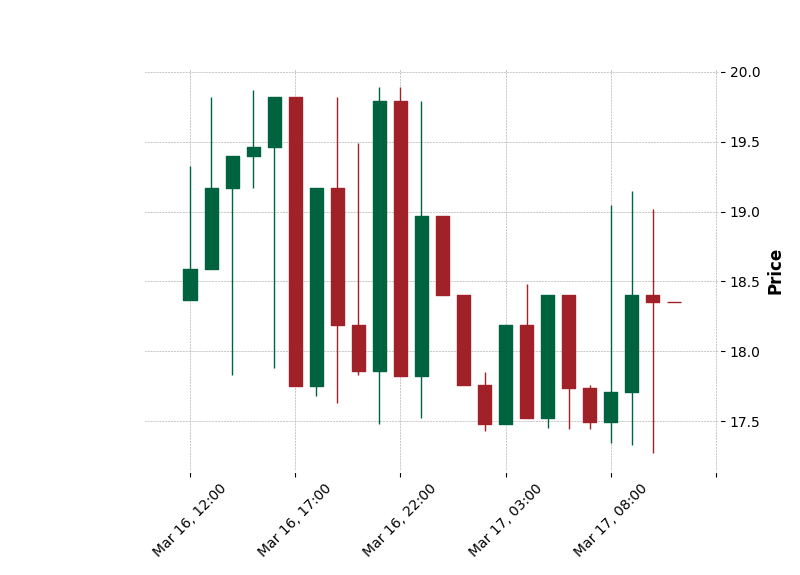 20.0
19.5
19.0
18.5
18.0
17.5
Price
Mar 16, 12:00
Mar 16, 17:00
Mar 16, 22:00
Mar 17, 03:00
Mar 17, 08:00